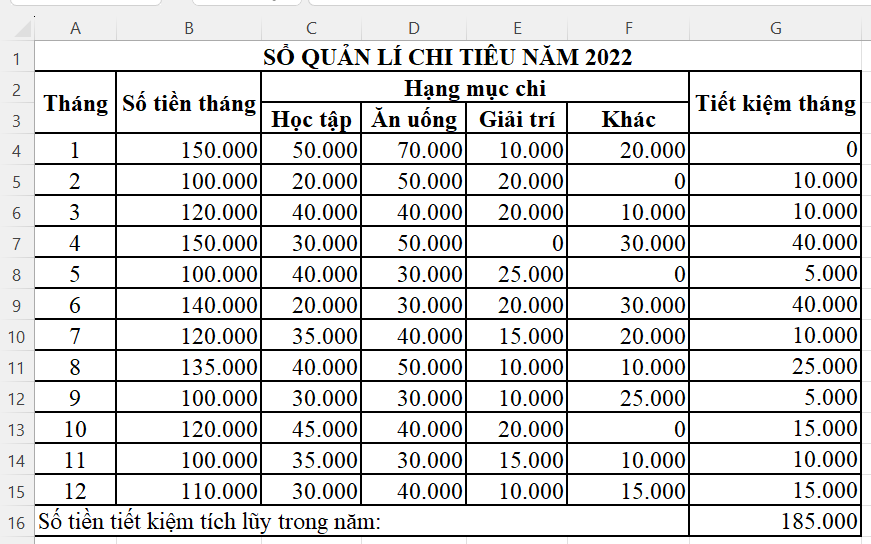 A B C D E F G
1 SỔ QUẢN LÍ CHI TIÊU NĂM 2022
2 Tháng Số tiền tháng Hạng mục chi Tiết kiệm tháng
3 Học tập Ăn uống Giải trí Khác
4 1 150.000 50.000 70.000 10.000 20.000 0
5 2 100.000 20.000 50.000 20.000 0 10.000
6 3 120.000 40.000 40.000 20.000 10.000 10.000
7 4 150.000 30.000 50.000 0 30.000 40.000
8 5 100.000 40.000 30.000 25.000 0 5.000
9 6 140.000 20.000 30.000 20.000 30.000 40.000
10 7 120.000 35.000 40.000 15.000 20.000 10.000
11 8 135.000 40.000 50.000 10.000 10.000 25.000
12 9 100.000 30.000 30.000 10.000 25.000 5.000
13 10 120.000 45.000 40.000 20.000 0 15.000
14 11 100.000 35.000 30.000 15.000 10.000 10.000
15 12 110.000 30.000 40.000 10.000 15.000 15.000
16 Số tiền tiết kiệm tích lũy trong năm: 185.000